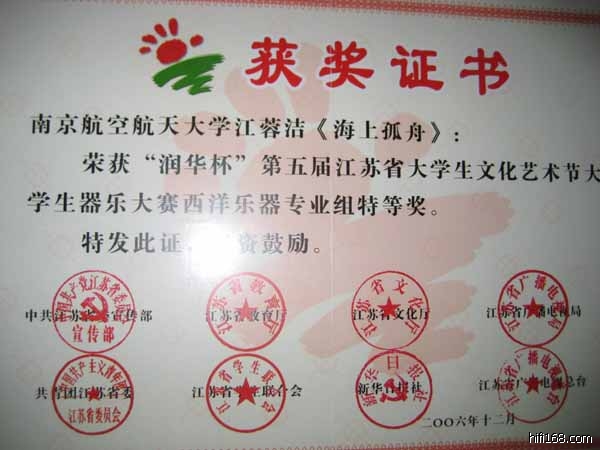 获奖证书
南京航空航天大学江蓉洁《海上孤舟》:
荣获“润华杯”第五届江苏省大学生文化艺术节大
学生器乐大赛西洋乐器专业组特等奖。
特发此证，资鼓励。
中共江苏省委宣传部 江苏省教育厅 江苏省文化厅 江苏省广播电视局
共青团江苏省委 江苏省学生联合会 新华日报社 江苏省广播电视总台
二〇〇六年十二月
hifi168.com